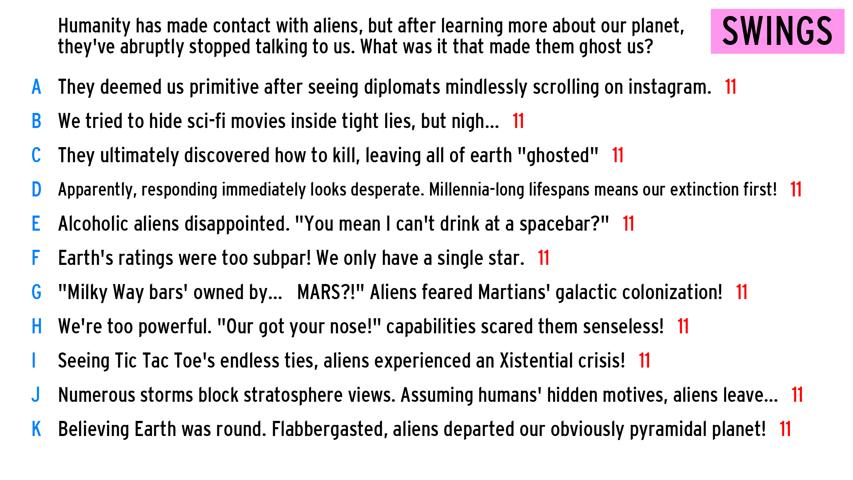 Humanity has made contact with aliens, but after learning more about our planet,
they've abruptly stopped talking to us. What was it that made them ghost us?
SWINGS
A They deemed us primitive after seeing diplomats mindlessly scrolling on instagram. 11
B We tried to hide sci-fi movies inside tight lies, but nigh... 11
C They ultimately discovered how to kill, leaving all of earth "ghosted" 11
D Apparently, responding immediately looks desperate. Millennia-long lifespans means our extinction first! 11
E Alcoholic aliens disappointed. "You mean I can't drink at a spacebar?" 11
F Earth's ratings were too subpar! We only have a single star. 11
G "Milky Way bars' owned by... MARS?!" Aliens feared Martians' galactic colonization! 11
H We're too powerful. "Our got your nose!" capabilities scared them senseless! 11
I Seeing Tic Tac Toe's endless ties, aliens experienced an Xistential crisis! 11
J Numerous storms block stratosphere views. Assuming humans' hidden motives, aliens leave... 11
K Believing Earth was round. Flabbergasted, aliens departed our obviously pyramidal planet! 11